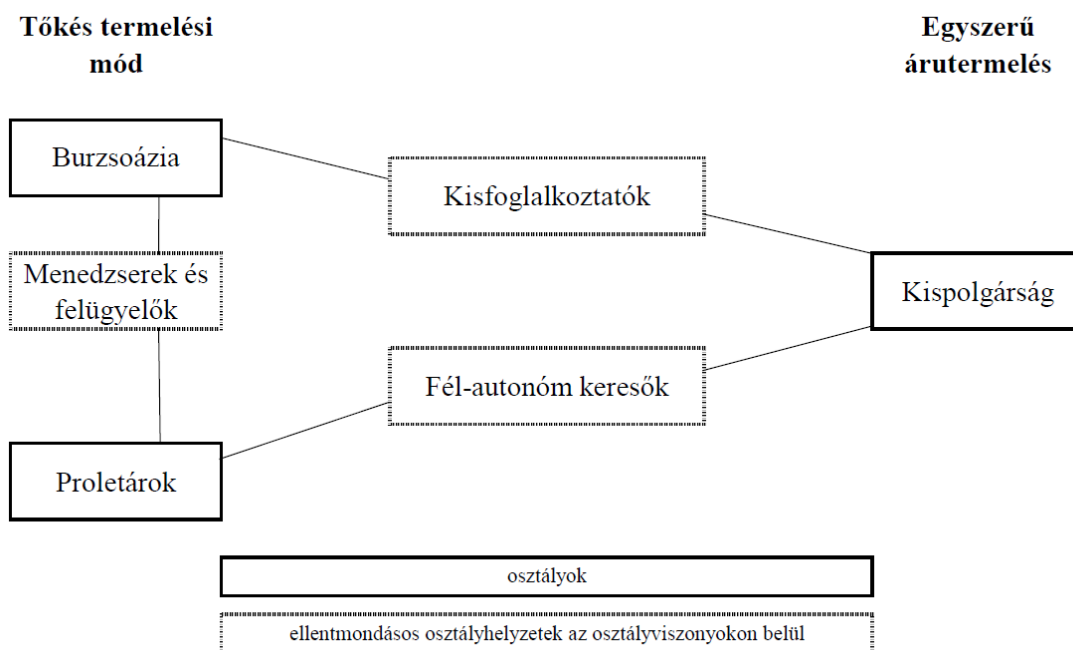 Tőkés termelési
mód
Egyszerű
árutermelés
Burzsoázia
Kisfoglalkoztatók
Menedzserek és
felügyelők
Kispolgárság
Fél-autonóm keresők
Proletárok
osztályok
ellentmondásos osztályhelyzetek az osztályviszonyokon belül